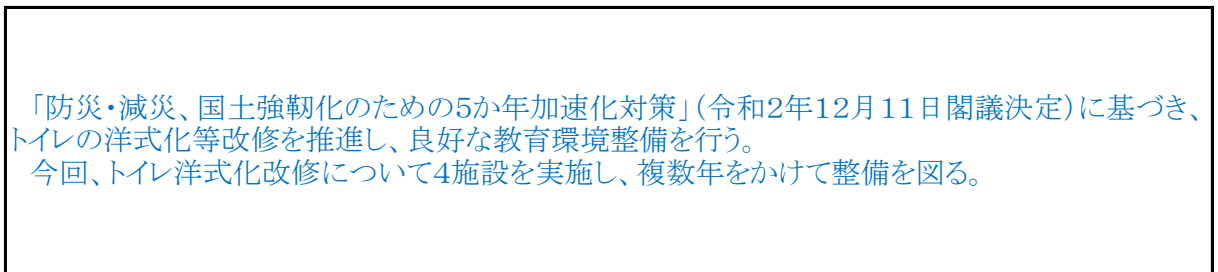 「防災・減災、国土強靭化のための5か年加速化対策」(令和2年12月11日閣議決定)に基づき、
トイレの洋式化等改修を推進し、良好な教育環境整備を行う。
今回、トイレ洋式化改修について4施設を実施し、複数年をかけて整備を図る。